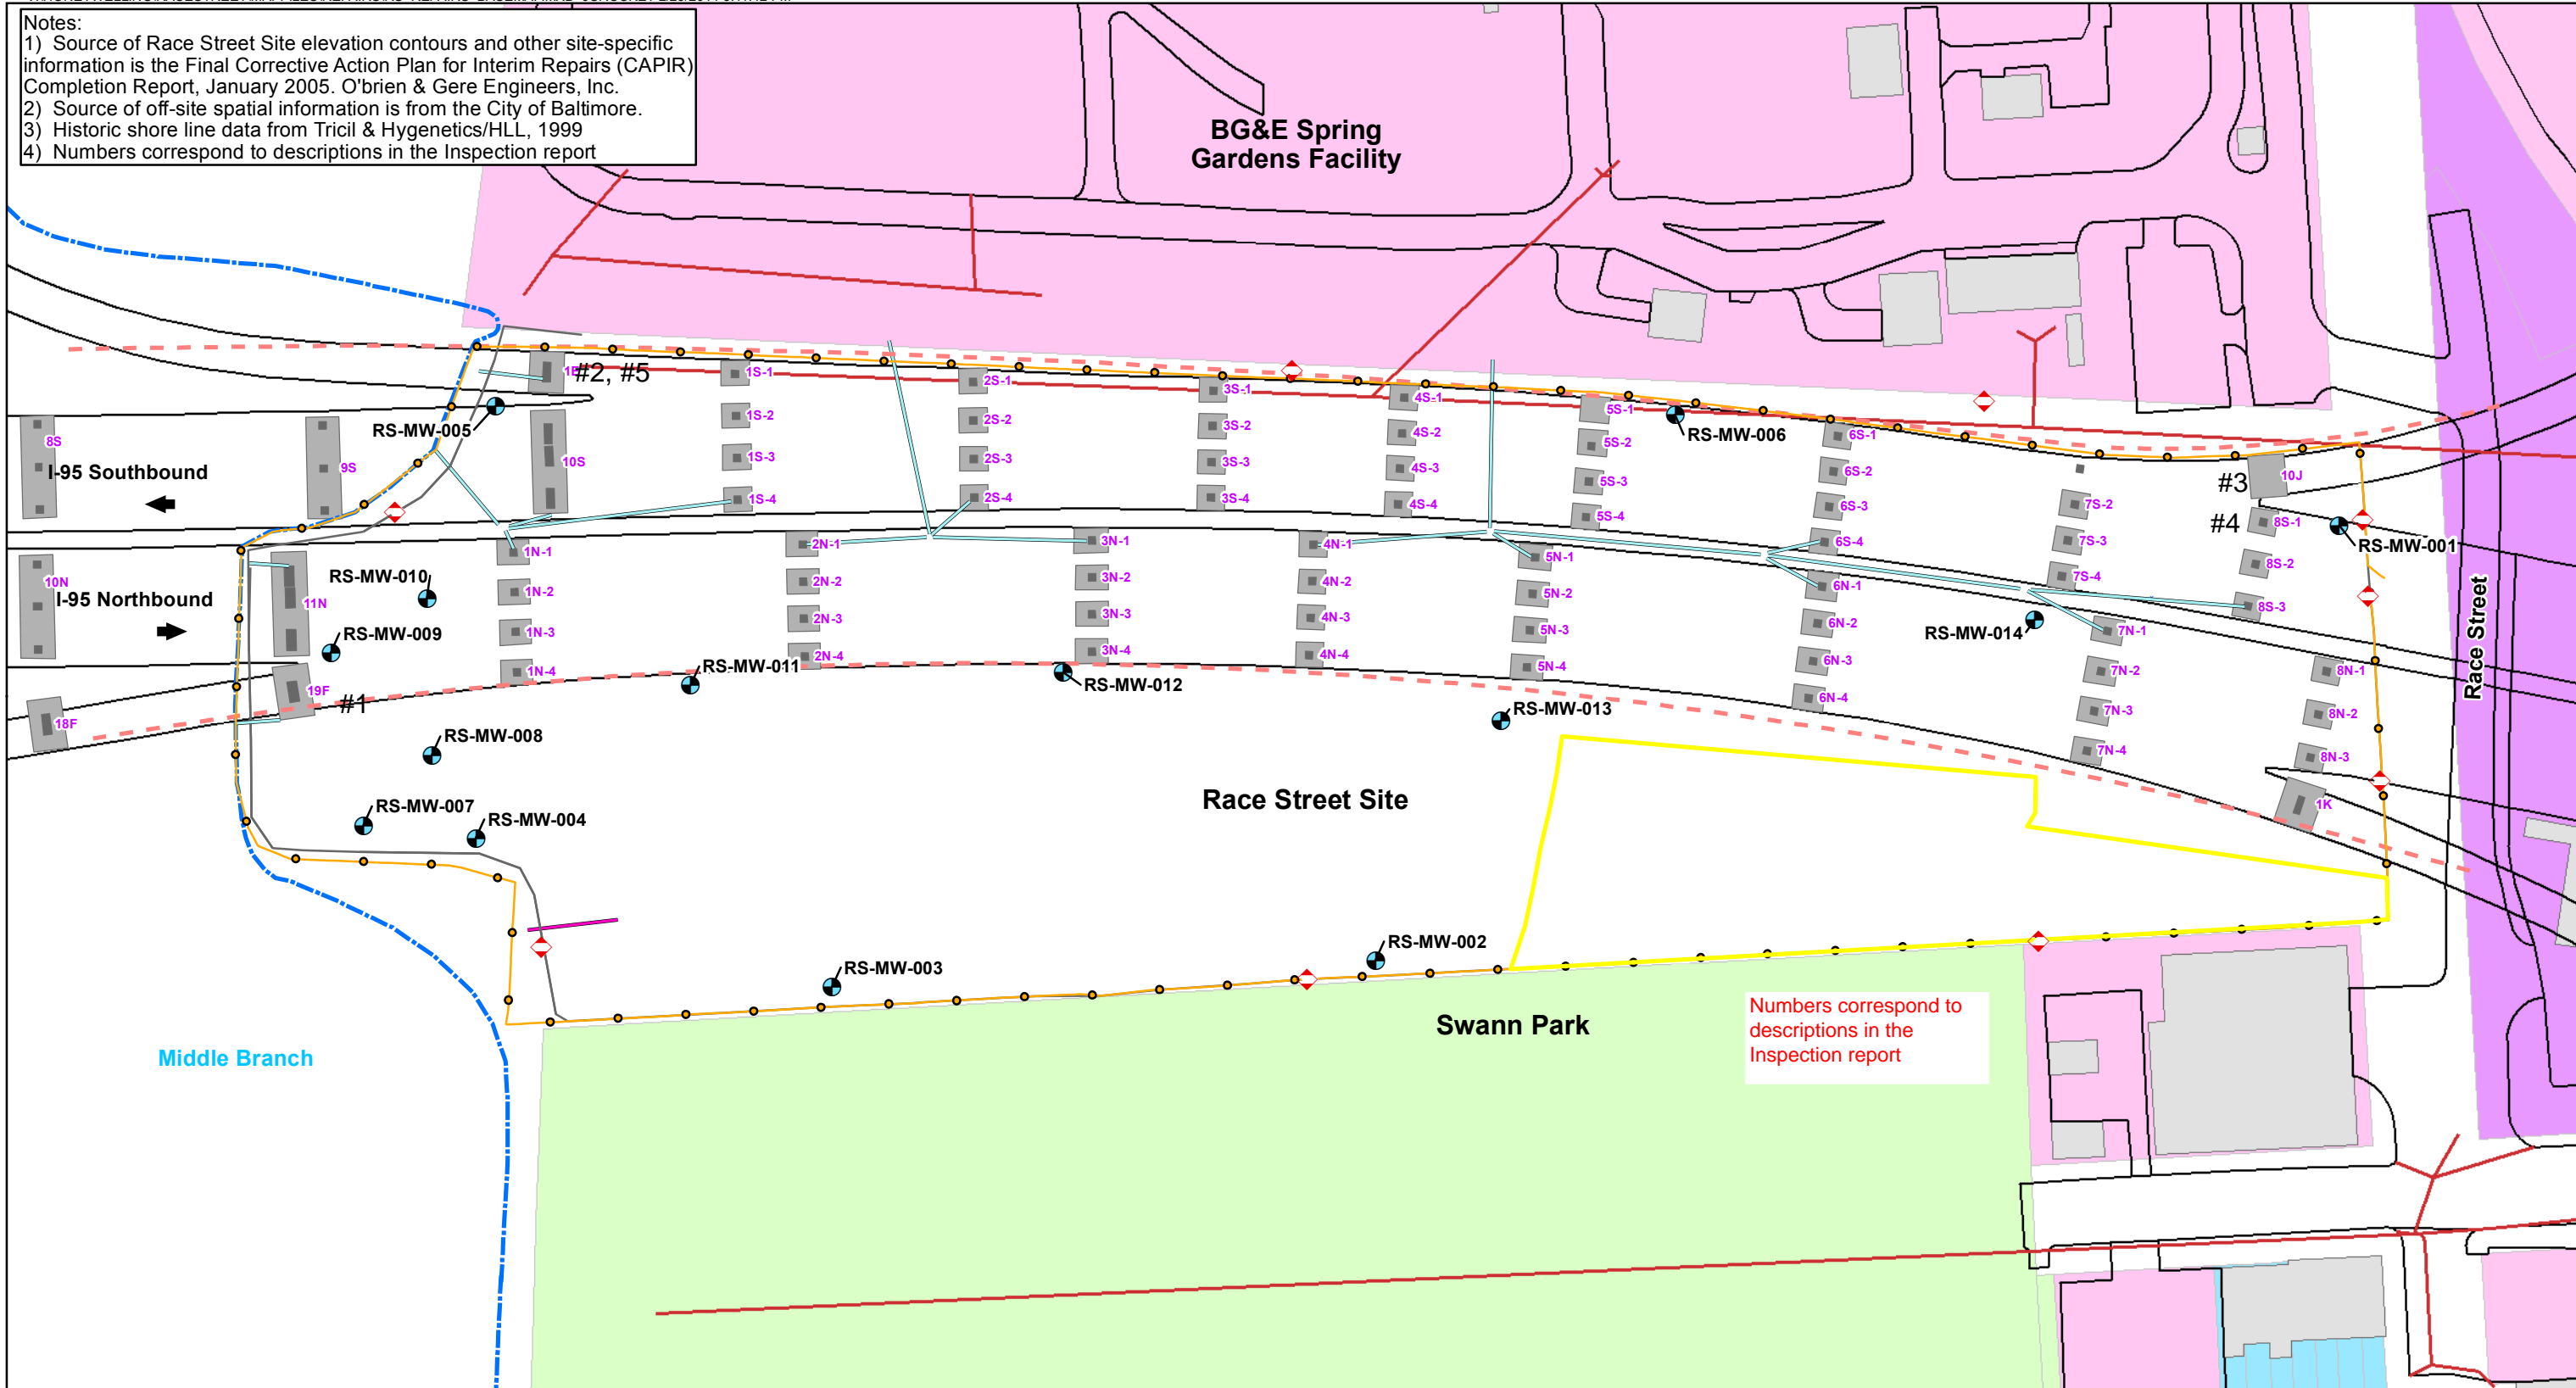 Notes:
1) Source of Race Street Site elevation contours and other site-specific
information is the Final Corrective Action Plan for Interim Repairs (CAPIR)
Completion Report, January 2005. O'brien & Gere Engineers, Inc.
2) Source of off-site spatial information is from the City of Baltimore.
3) Historic shore line data from Tricil & Hygenetics/HLL, 1999
4) Numbers correspond to descriptions in the Inspection report
BG&E Spring
Gardens Facility
#2, #5
1S-1
2S-1
3S-1
4S-1
5S-1
6S-1
1S-2
2S-2
3S-2
4S-2
5S-2
6S-2
7S-2
1S-3
2S-3
3S-3
4S-3
5S-3
6S-3
7S-3
1S-4
2S-4
3S-4
4S-4
5S-4
6S-4
7S-4
RS-MW-005
RS-MW-006
8S
9S
10S
I-95 Southbound
#3
10J
#4
8S-1
8S-2
8S-3
RS-MW-001
Race Street
10N
11N
I-95 Northbound
RS-MW-010
RS-MW-009
1N-1
2N-1
3N-1
4N-1
5N-1
6N-1
7N-1
8N-1
1N-2
2N-2
3N-2
4N-2
5N-2
6N-2
7N-2
8N-2
1N-3
2N-3
3N-3
4N-3
5N-3
6N-3
7N-3
8N-3
1N-4
2N-4
3N-4
4N-4
5N-4
6N-4
7N-4
RS-MW-014
RS-MW-011
RS-MW-012
RS-MW-013
19F
#1
18F
1K
RS-MW-008
RS-MW-007
RS-MW-004
Race Street Site
RS-MW-003
RS-MW-002
Swann Park
Numbers correspond to
descriptions in the
Inspection report
Middle Branch